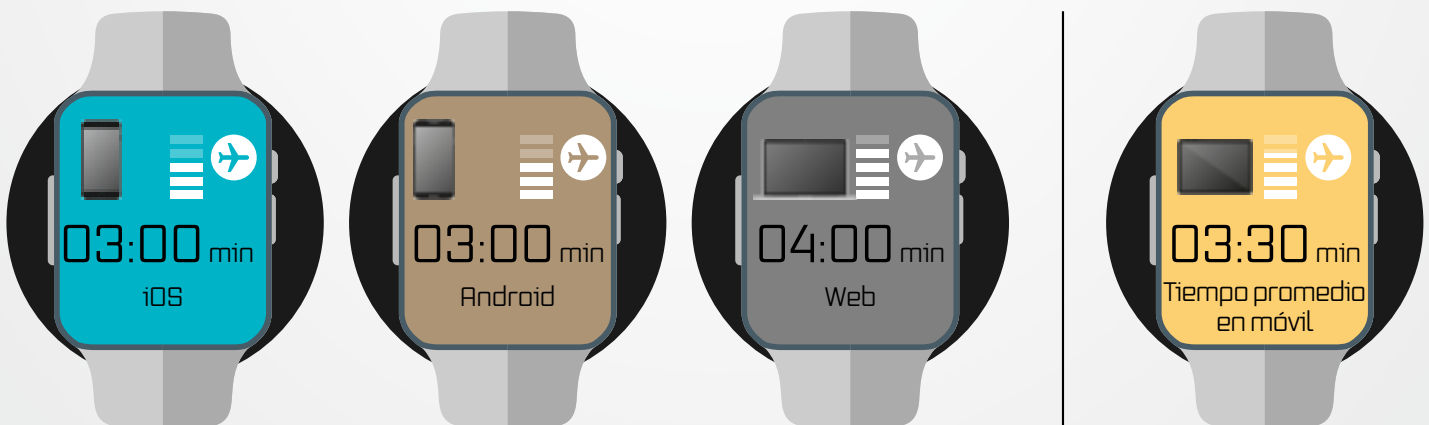 03:00 min
iOS
03:00 min
Android
04:00 min
Web
03:30 min
Tiempo promedio
en móvil